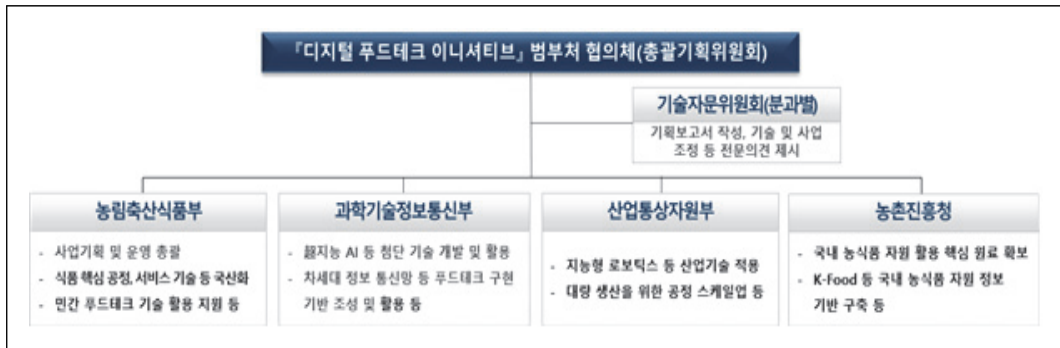 『디지털 푸드테크 이니셔티브』 범부처 협의체(총괄기획위원회)
기술자문위원회(분과별)
기획보고서 작성, 기술 및 사업
조정 등 전문의견 제시
농림축산식품부
- 사업기획 및 운영 총괄
- 식품 핵심 공정, 서비스 기술 등 국산화
- 민간 푸드테크 기술 활용 지원 등
과학기술정보통신부
- 超지능 AI 등 첨단 기술 개발 및 활용
- 차세대 정보 통신망 등 푸드테크 구현
기반 조성 및 활용 등
산업통상자원부
- 지능형 로보틱스 등 산업기술 적용
- 대량 생산을 위한 공정 스케일업 등
농촌진흥청
- 국내 농식품 자원 활용 핵심 원료 확보
- K-Food 등 국내 농식품 자원 정보
기반 구축 등